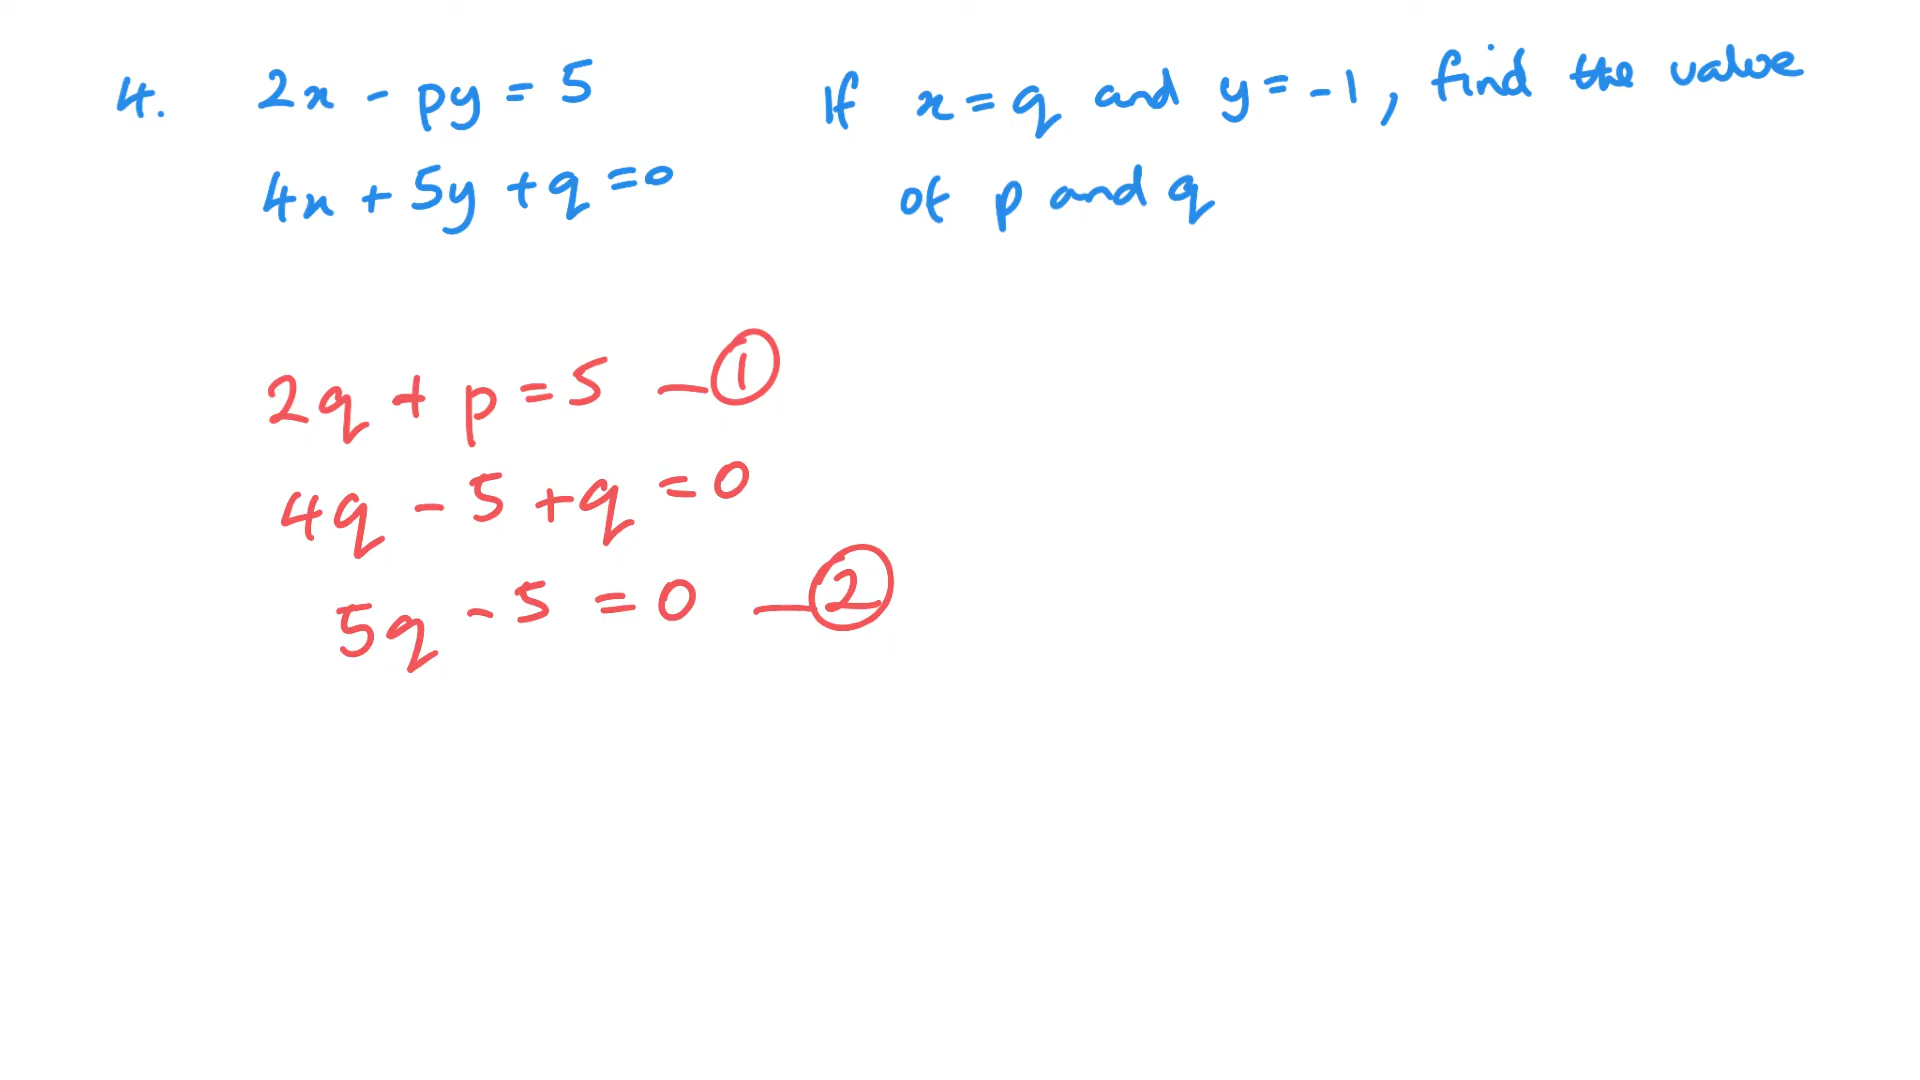 4. 2x - py = 5 If x = q and y = -1, find the value
4x + 5y + q = 0 of p and q
2q + p = 5 — ①
4q - 5 + q = 0
5q - 5 = 0 — ②